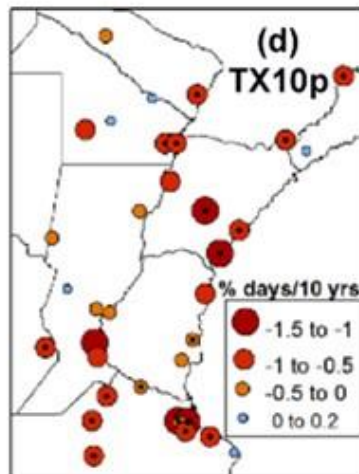 (d)
TX10p
% days/10 yrs
-1.5 to -1
-1 to -0.5
-0.5 to 0
0 to 0.2